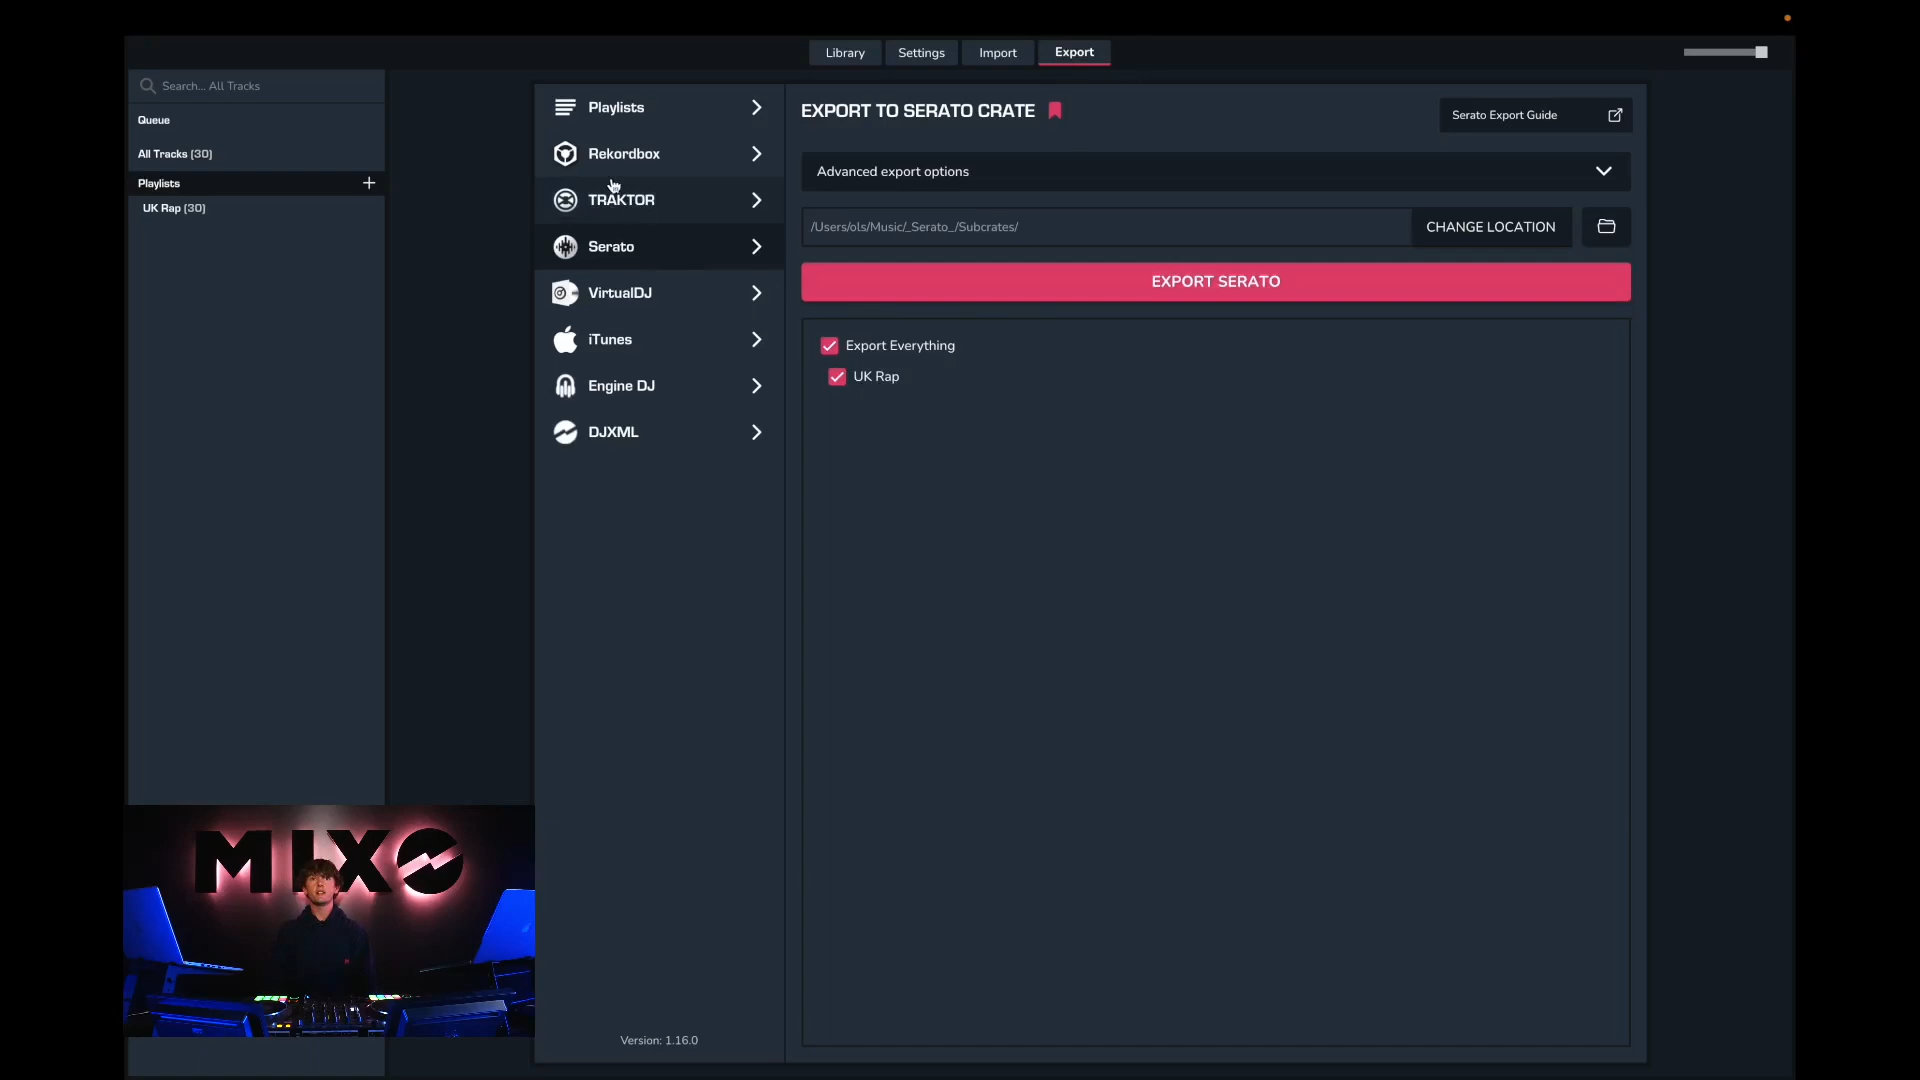 Library
Settings
Import
Export
Search... All Tracks
Queue
All Tracks (30)
Playlists
UK Rap (30)
Playlists
Rekordbox
TRAKTOR
Serato
VirtualDJ
iTunes
Engine DJ
DJXML
Version: 1.16.0
EXPORT TO SERATO CRATE
Serato Export Guide
Advanced export options
/Users/ols/Music/_Serato_/Subcrates/
CHANGE LOCATION
EXPORT SERATO
Export Everything
UK Rap
MIXO